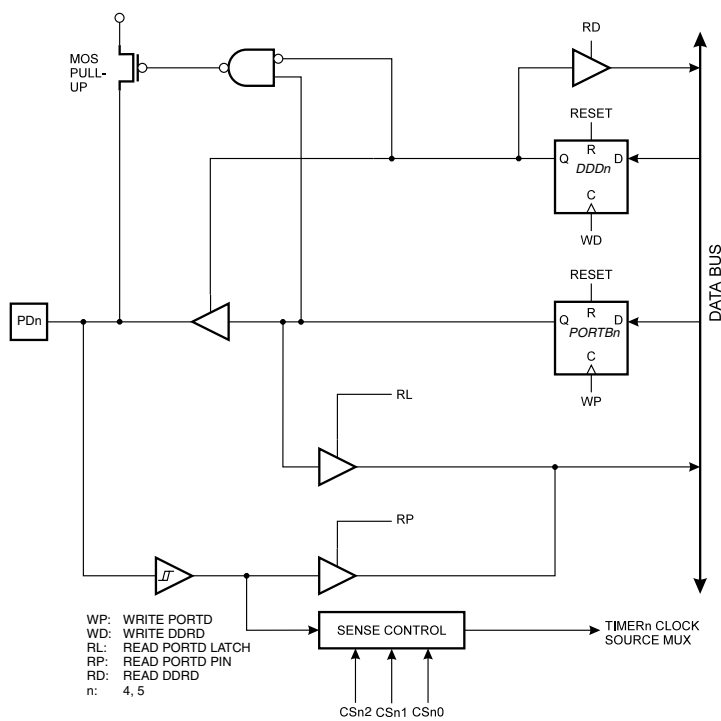 RD
MOS
PULL-
UP
RESET
R
Q
D
DDDn
C
WD
DATA BUS
RESET
R
Q
D
PORTBn
C
WP
PDn
RL
RP
WP: WRITE PORTD
WD: WRITE DDRD
RL: READ PORTD LATCH
RP: READ PORTD PIN
RD: READ DDRD
n: 4, 5
SENSE CONTROL
TIMERn CLOCK
SOURCE MUX
CSn2 CSn1 CSn0